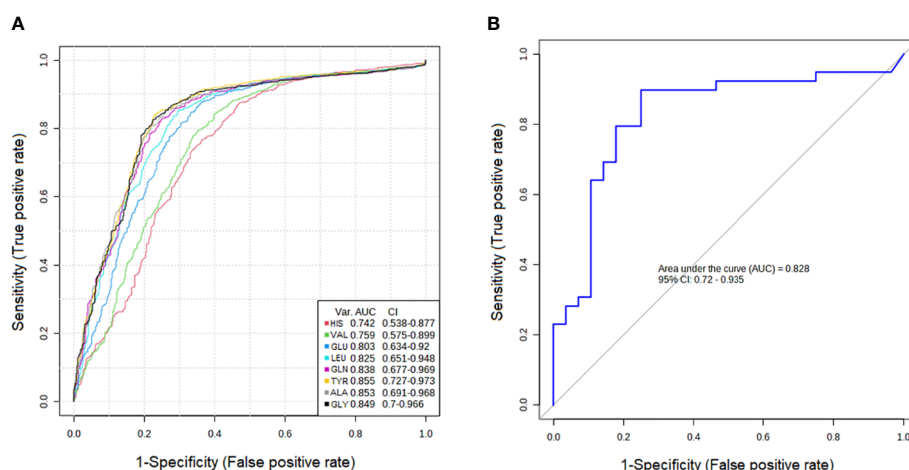 A
Sensitivity (True positive rate)
1.0
0.8
0.6
0.4
0.2
0.0
Var. AUC CI
HIS 0.742 0.538-0.877
VAL 0.759 0.575-0.899
GLU 0.803 0.634-0.92
LEU 0.825 0.651-0.948
GLN 0.838 0.677-0.969
TYR 0.855 0.727-0.973
ALA 0.853 0.691-0.968
GLY 0.849 0.7-0.966
0.0 0.2 0.4 0.6 0.8 1.0
1-Specificity (False positive rate)
B
Sensitivity (True positive rate)
1.0
0.8
0.6
0.4
0.2
0.0
Area under the curve (AUC) = 0.828
95% CI: 0.72 - 0.935
0.0 0.2 0.4 0.6 0.8 1.0
1-Specificity (False positive rate)